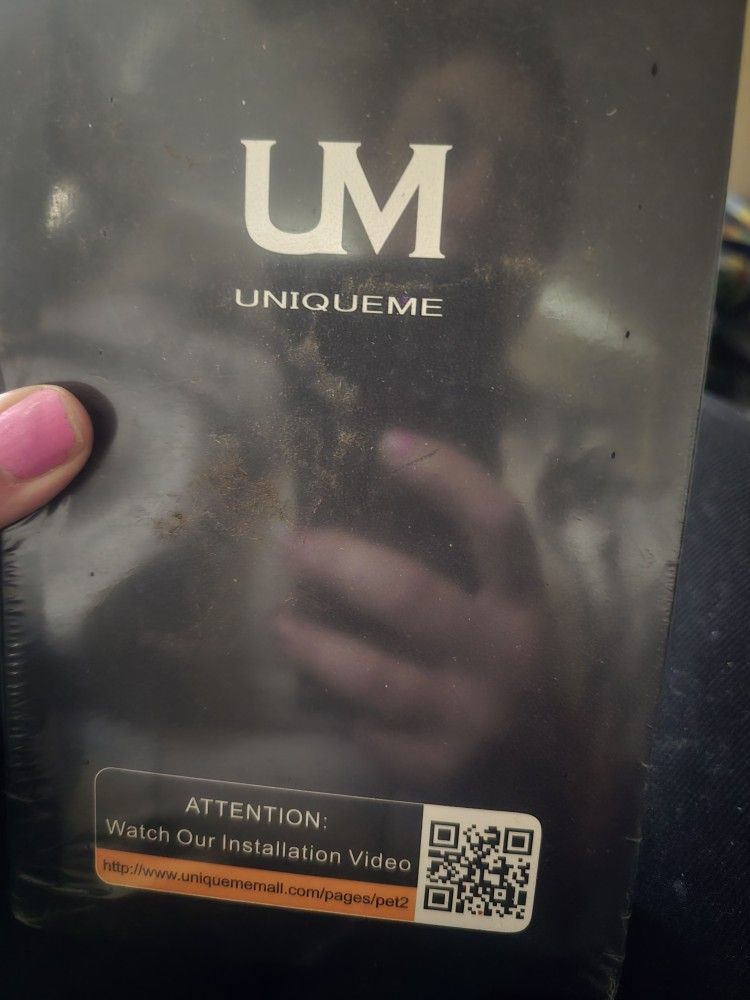 UM
UNIQUEME
ATTENTION:
Watch Our Installation Video
http://www.uniquememall.com/pages/pet2